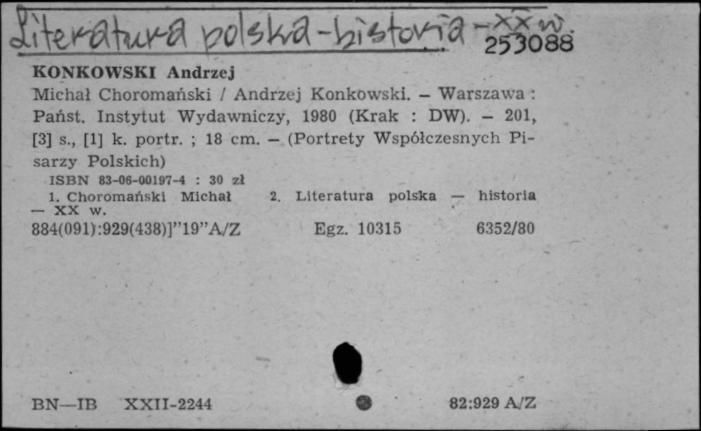 Literatura polska - historia - XX w.
253088
KONKOWSKI Andrzej
Michał Choromański / Andrzej Konkowski. — Warszawa :
Państ. Instytut Wydawniczy, 1980 (Krak : DW). — 201,
[3] s., [1] k. portr. ; 18 cm. — (Portrety Współczesnych Pi-
sarzy Polskich)
ISBN 83-06-00197-4 : 30 zł
1. Choromański Michał 2. Literatura polska — historia
— XX w.
884(091):929(438)]”19”A/Z Egz. 10315 6352/80
BN—IB XXII-2244 82:929 A/Z